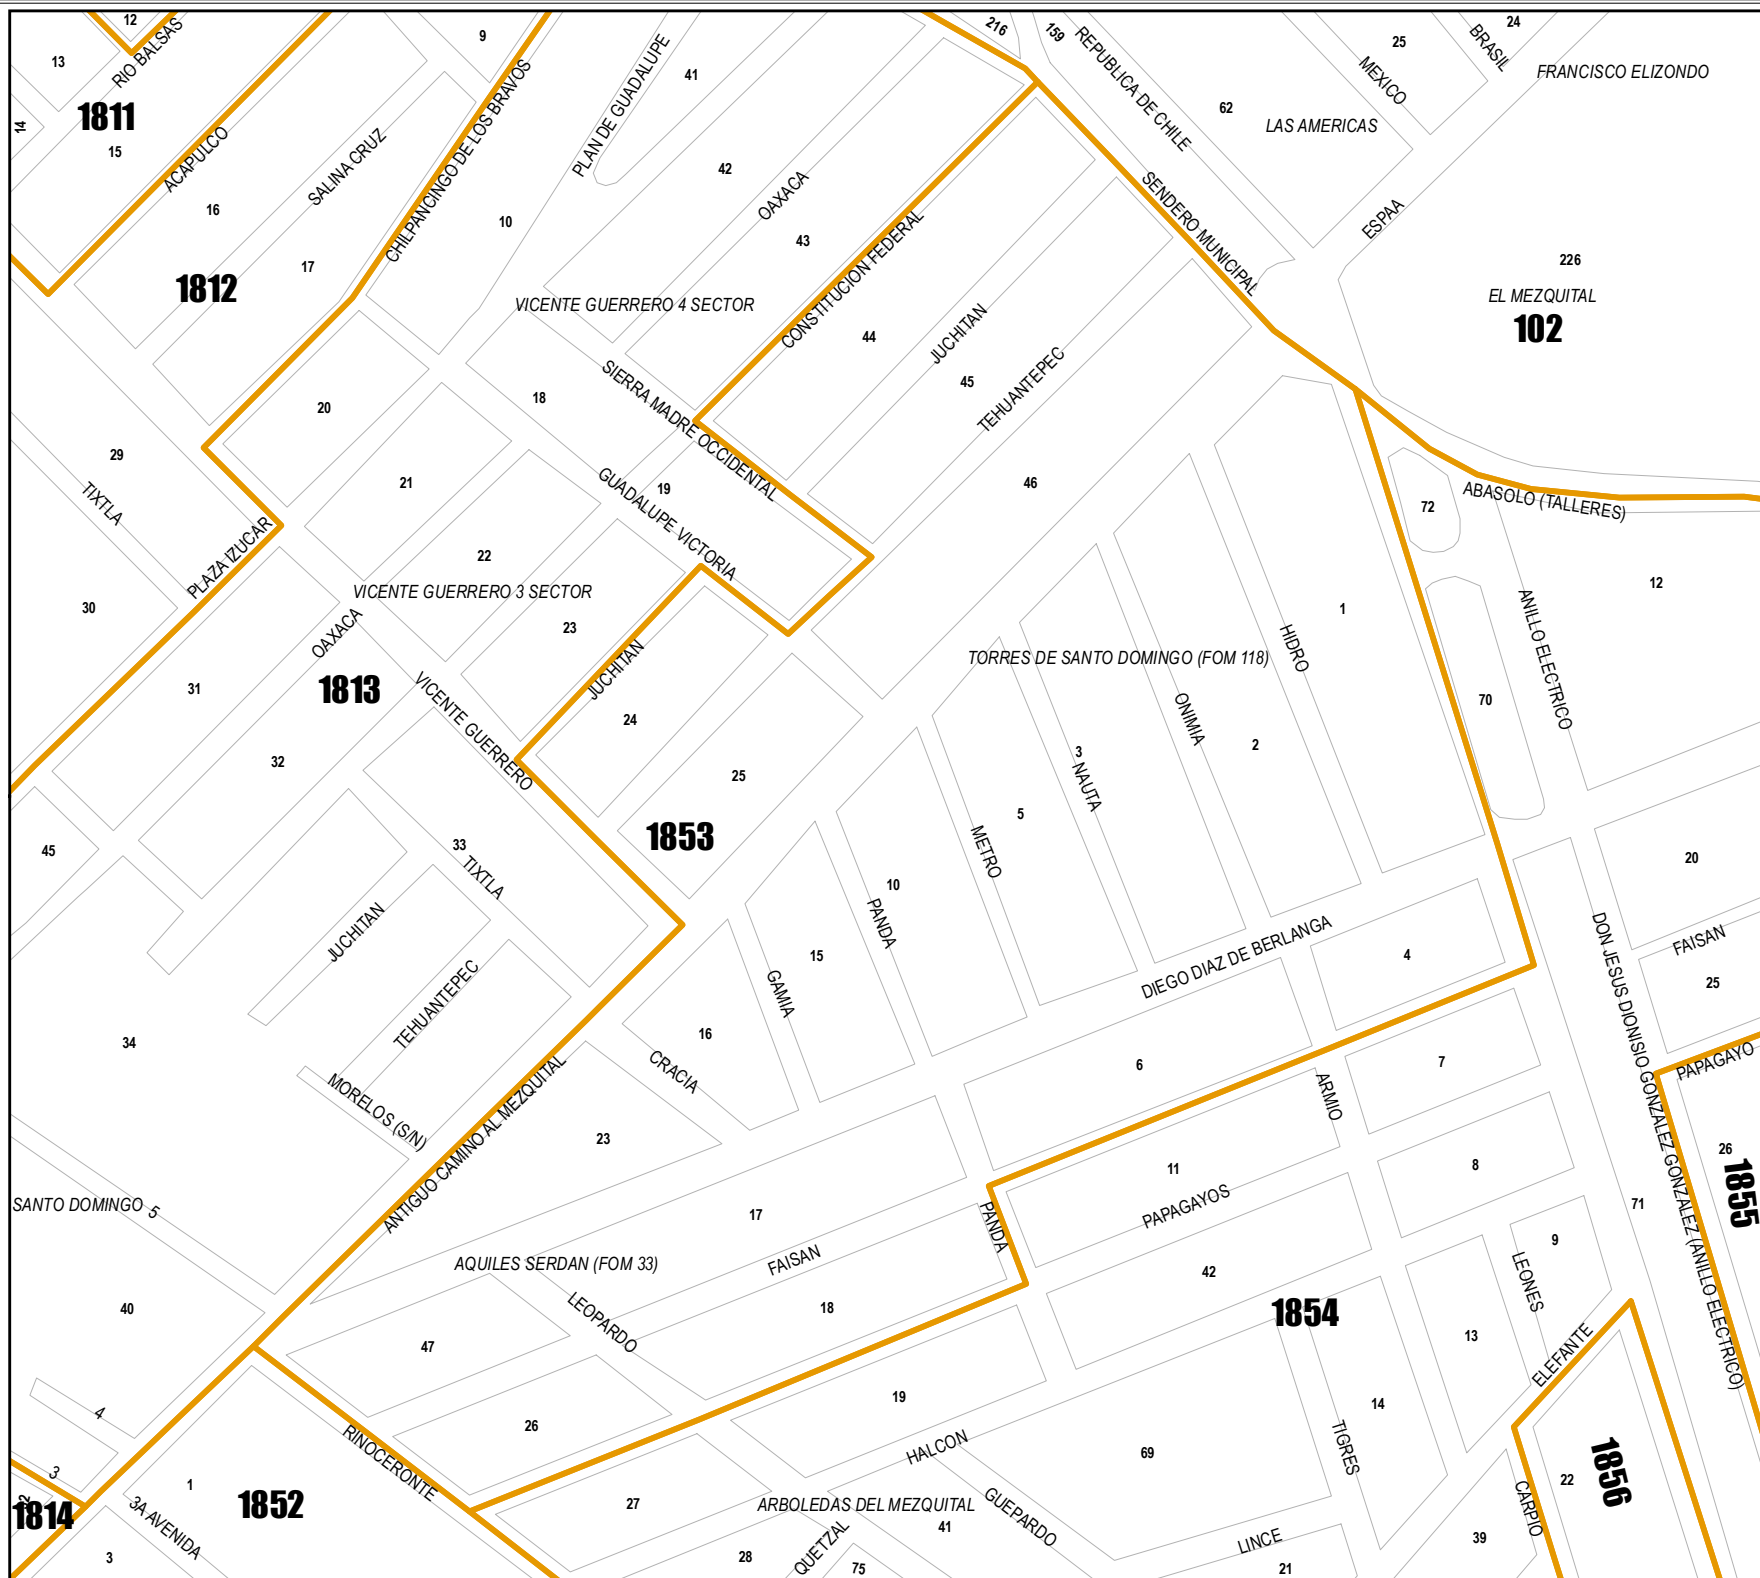 12
13
RIO BALSAS
1811
14
15
ACAPULCO
9
16
SALINA CRUZ
CHILPANCINGO DE LOS BRAVOS
17
1812
10
PLAN DE GUADALUPE
41
42
OAXACA
43
CONSTITUCION FEDERAL
VICENTE GUERRERO 4 SECTOR
216
159
REPUBLICA DE CHILE
62
LAS AMERICAS
25
MEXICO
BRASIL
24
FRANCISCO ELIZONDO
SENDERO MUNICIPAL
ESPAA
226
EL MEZQUITAL
102
44
JUCHITAN
45
TEHUANTEPEC
46
SIERRA MADRE OCCIDENTAL
18
20
21
19
GUADALUPE VICTORIA
29
TIXTLA
30
PLAZA IZUCAR
22
VICENTE GUERRERO 3 SECTOR
23
OAXACA
31
1813
32
VICENTE GUERRERO
JUCHITAN
24
25
1853
72
ABASOLO (TALLERES)
12
ANILLO ELECTRICO
70
1
HIDRO
TORRES DE SANTO DOMINGO (FOM 118)
ONIMIA
2
3
NAUTA
5
METRO
10
PANDA
15
GAMIA
16
CRACIA
45
33
TIXTLA
JUCHITAN
TEHUANTEPEC
34
MORELOS (S/N)
ANTIGUO CAMINO AL MEZQUITAL
23
DIEGO DIAZ DE BERLANGA
4
6
20
FAISAN
25
DON JESUS DIONISIO GONZALEZ GONZALEZ (ANILLO ELECTRICO)
PAPAGAYO
26
1855
7
ARMIO
8
11
PAPAGAYOS
PANDA
42
17
FAISAN
18
AQUILES SERDAN (FOM 33)
LEOPARDO
47
26
SANTO DOMINGO 5
40
4
3
1814
1
1852
3A AVENIDA
3
RINOCERONTE
71
9
LEONES
13
1854
14
TIGRES
ELEFANTE
22
1856
CARPIO
39
19
HALCON
69
GUEPARDO
27
ARBOLEDAS DEL MEZQUITAL
41
QUETZAL
28
75
LINCE
21